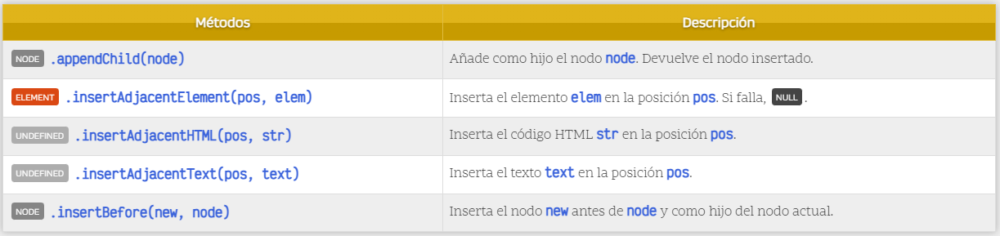 Métodos Descripción
NODE .appendChild(node) Añade como hijo el nodo node. Devuelve el nodo insertado.
ELEMENT .insertAdjacentElement(pos, elem) Inserta el elemento elem en la posición pos. Si falla, NULL .
UNDEFINED .insertAdjacentHTML(pos, str) Inserta el código HTML str en la posición pos.
UNDEFINED .insertAdjacentText(pos, text) Inserta el texto text en la posición pos.
NODE .insertBefore(new, node) Inserta el nodo new antes de node y como hijo del nodo actual.